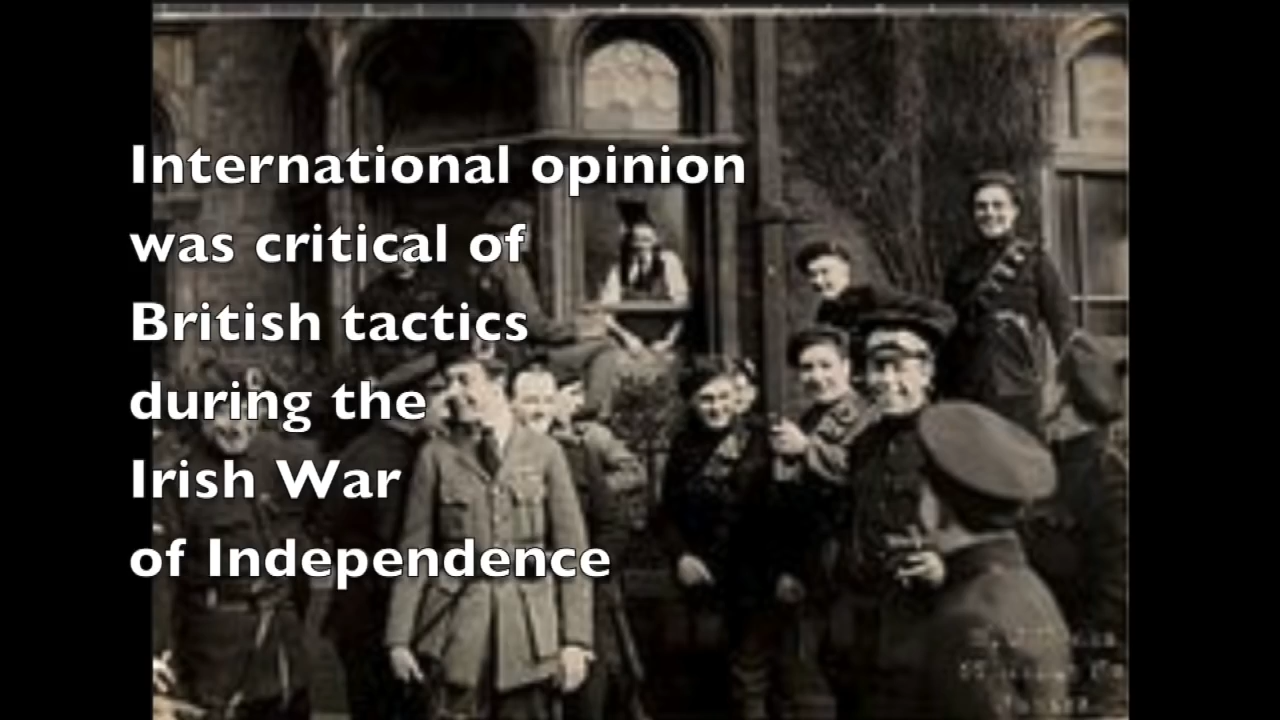 International opinion
was critical of
British tactics
during the
Irish War
of Independence